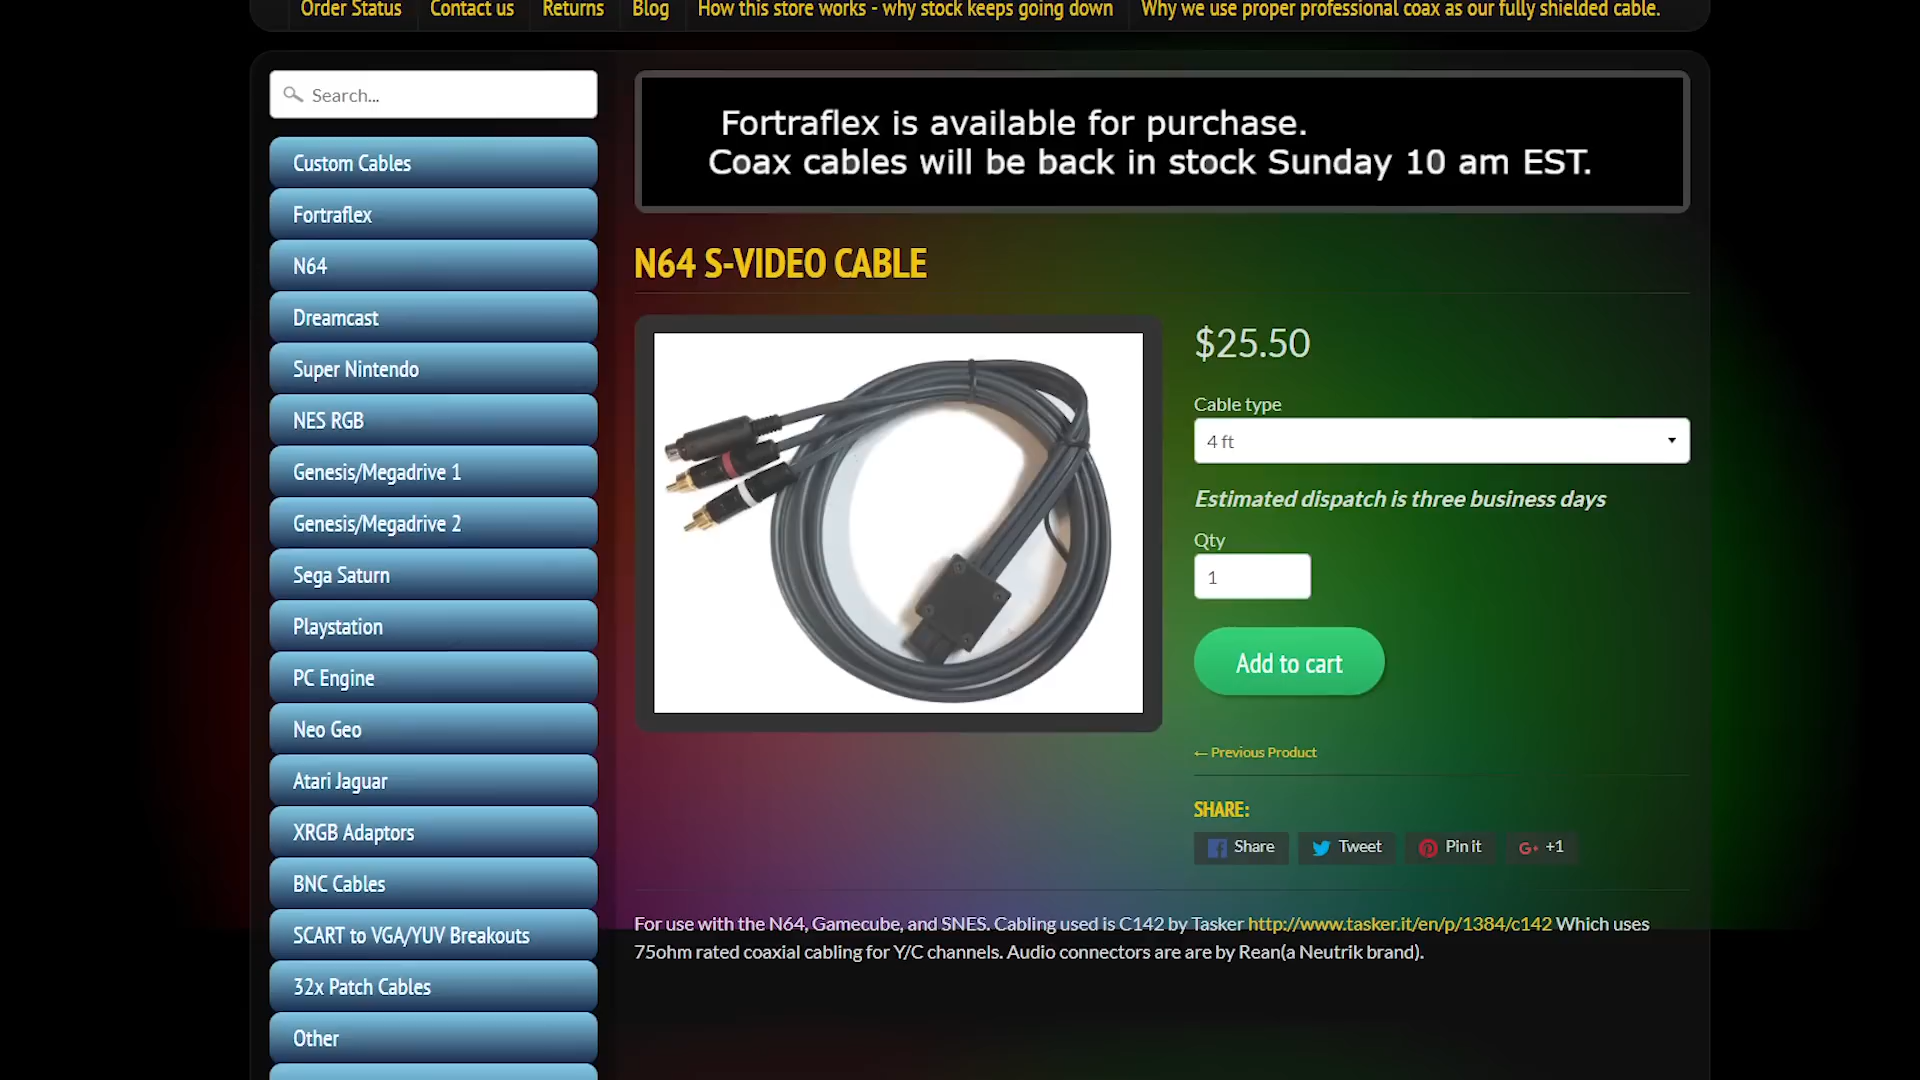 Order Status
Contact us
Returns
Blog
How this store works - why stock keeps going down
Why we use proper professional coax as our fully shielded cable.
Search...
Custom Cables
Fortraflex
N64
Dreamcast
Super Nintendo
NES RGB
Genesis/Megadrive 1
Genesis/Megadrive 2
Sega Saturn
Playstation
PC Engine
Neo Geo
Atari Jaguar
XRGB Adaptors
BNC Cables
SCART to VGA/YUV Breakouts
32x Patch Cables
Other
Fortraflex is available for purchase.
Coax cables will be back in stock Sunday 10 am EST.
N64 S-VIDEO CABLE
$25.50
Cable type
4 ft
Estimated dispatch is three business days
Qty
1
Add to cart
← Previous Product
SHARE:
Share
Tweet
Pin it
G+ +1
For use with the N64, Gamecube, and SNES. Cabling used is C142 by Tasker http://www.tasker.it/en/p/1384/c142 Which uses
75ohm rated coaxial cabling for Y/C channels. Audio connectors are are by Rean(a Neutrik brand).